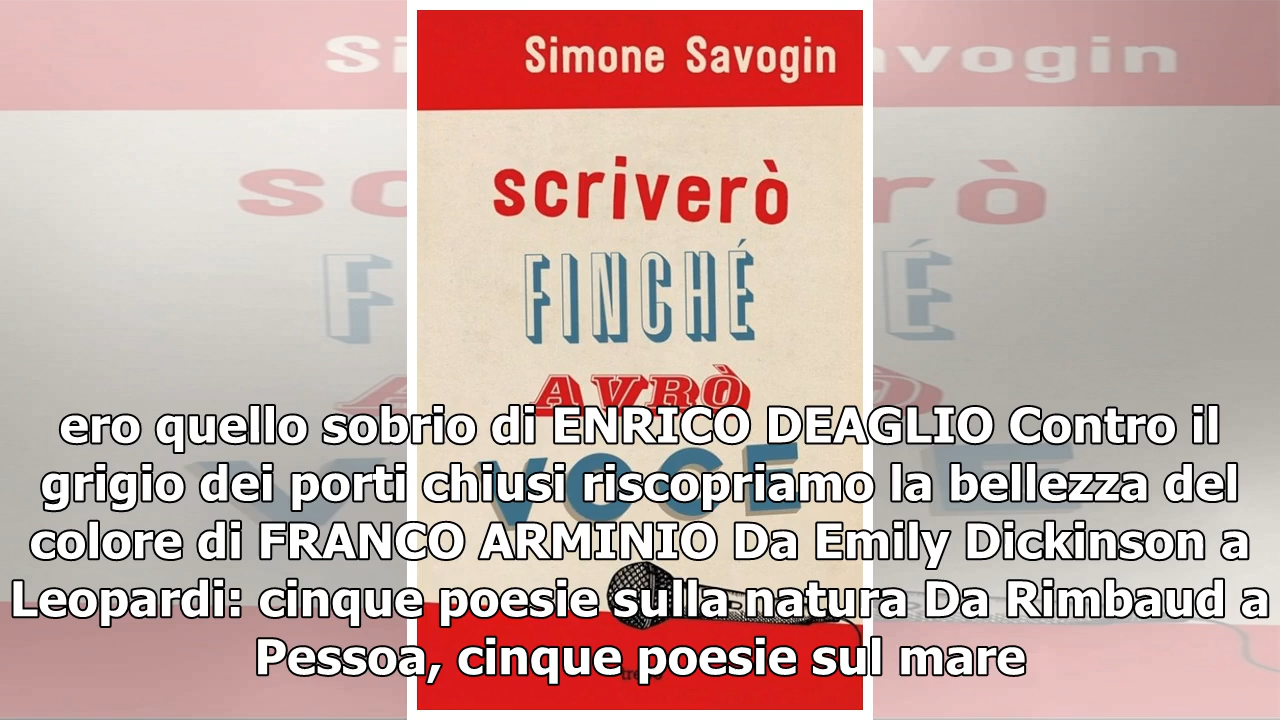 Simone Savogin
scriverò
FINCHÉ
AVRÒ
VOCE
ero quello sobrio di ENRICO DEAGLIO Contro il
grigio dei porti chiusi riscopriamo la bellezza del
colore di FRANCO ARMINIO Da Emily Dickinson a
Leopardi: cinque poesie sulla natura Da Rimbaud a
Pessoa, cinque poesie sul mare